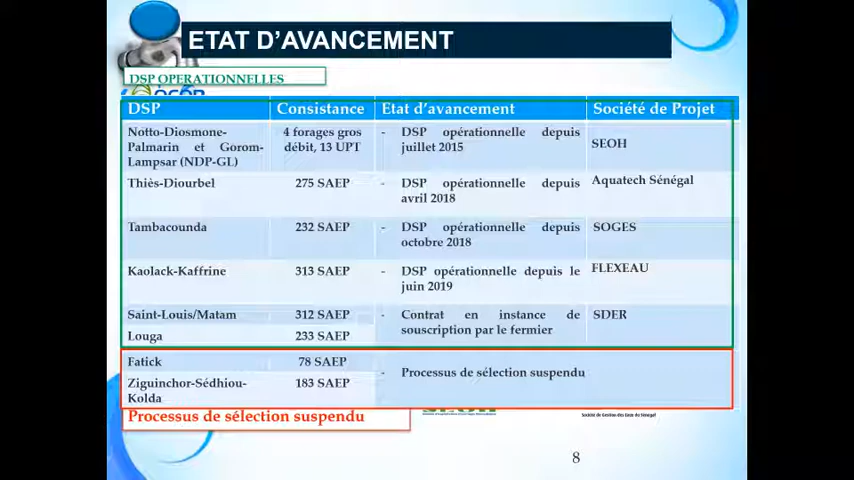 ETAT D'AVANCEMENT
DSP OPERATIONNELLES
DSP Consistance Etat d'avancement Société de Projet
Notto-Diosmone-
Palmarin et Gorom-
Lampsar (NDP-GL)
4 forages gros
débit, 13 UPT
- DSP opérationnelle depuis
juillet 2015
SEOH
Thiès-Diourbel
275 SAEP
- DSP opérationnelle depuis
avril 2018
Aquatech Sénégal
Tambacounda
232 SAEP
- DSP opérationnelle depuis
octobre 2018
SOGES
Kaolack-Kaffrine
313 SAEP
- DSP opérationnelle depuis le
juin 2019
FLEXEAU
Saint-Louis/Matam
312 SAEP
- Contrat en instance de
souscription par le fermier
SDER
Louga
233 SAEP
Fatick
78 SAEP
- Processus de sélection suspendu
Ziguinchor-Sédhiou-
Kolda
183 SAEP
Processus de sélection suspendu
8